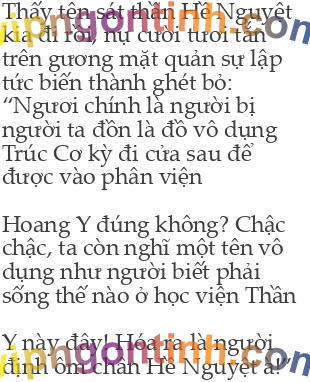 Thấy tên sát thần Hề Nguyệt
kia đi rồi, nụ cười tươi tắn
trên gương mặt quản sự lập
tức biến thành ghét bỏ:
“Ngươi chính là người bị
người ta đồn là đồ vô dụng
Trúc Cơ kỳ đi cửa sau để
được vào phân viện
Hoang Y đúng không? Chậc
chậc, ta còn nghĩ một tên vô
dụng như người biết phải
sống thế nào ở học viện Thần
Y này đây! Hóa ra là người
định ôm chân Hề Nguyệt à!”
vipngontinh.com
vipngontinh.com